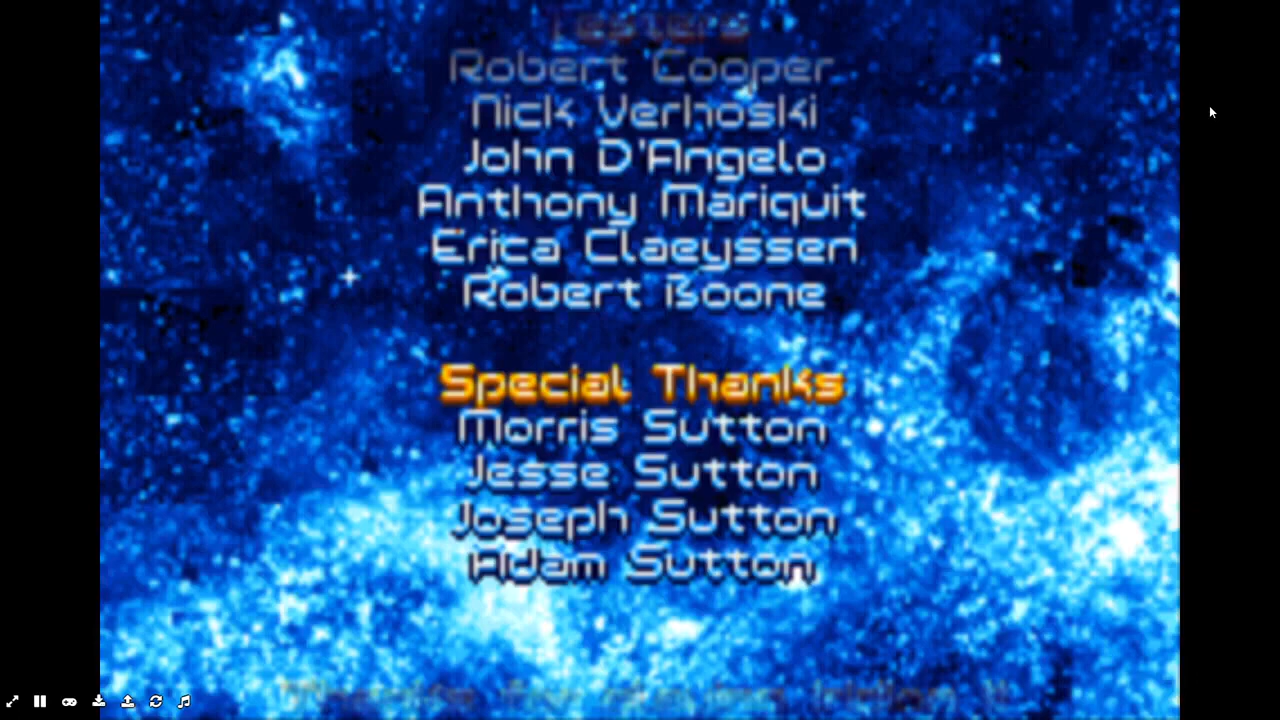 Testers
Robert Cooper
Nick Verhoski
John D'Angelo
Anthony Mariquit
Erica Claeyssen
Robert Boone
Special Thanks
Morris Sutton
Jesse Sutton
Joseph Sutton
Adam Sutton